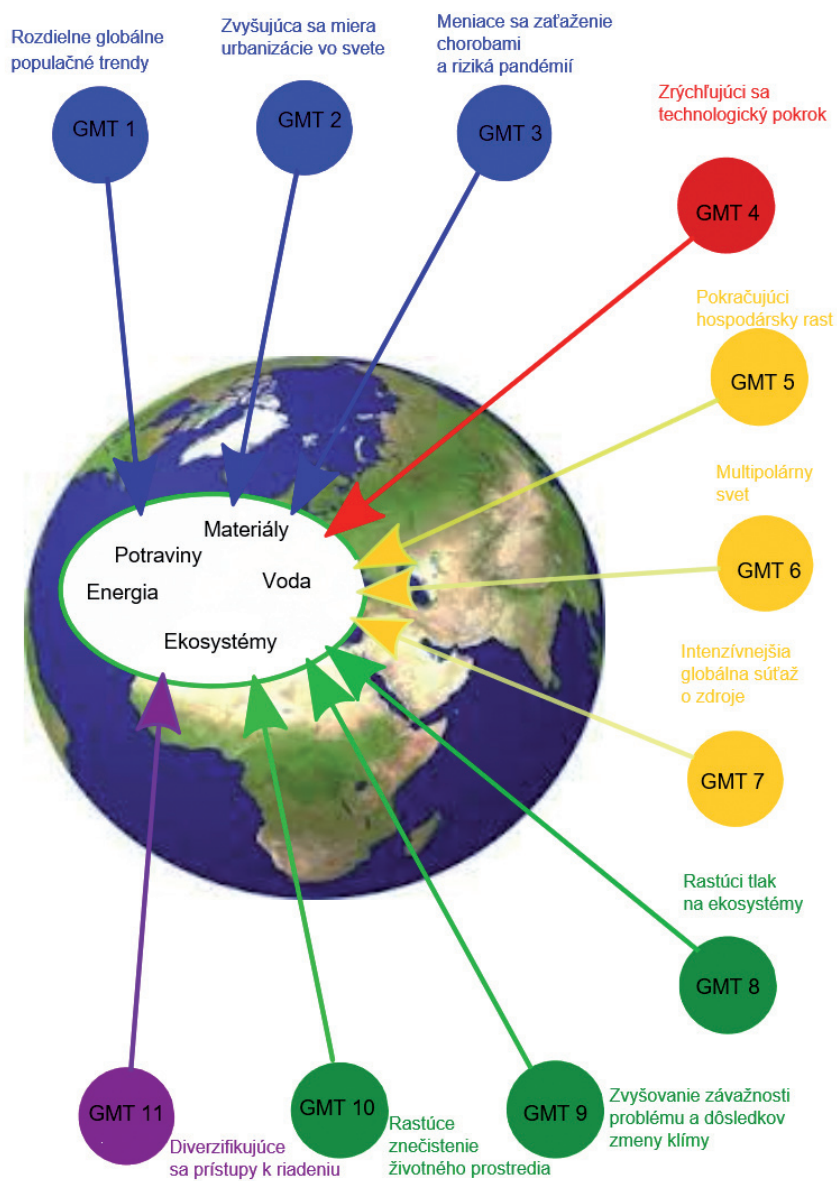 Rozdielne globálne
populačné trendy
GMT 1
Zvyšujúca sa miera
urbanizácie vo svete
GMT 2
Meniace sa zaťaženie
chorobami
a riziká pandémií
GMT 3
Zrýchľujúci sa
technologický pokrok
GMT 4
Pokračujúci
hospodársky rast
GMT 5
Multipolárny
svet
GMT 6
Intenzívnejšia
globálna súťaž
o zdroje
GMT 7
Materiály
Potraviny
Voda
Energia
Ekosystémy
Rastúci tlak
na ekosystémy
GMT 8
GMT 9
Zvyšovanie závažnosti
problému a dôsledkov
zmeny klímy
GMT 10
Rastúce
znečistenie
životného prostredia
GMT 11
Diverzifikujúce
sa prístupy k riadeniu